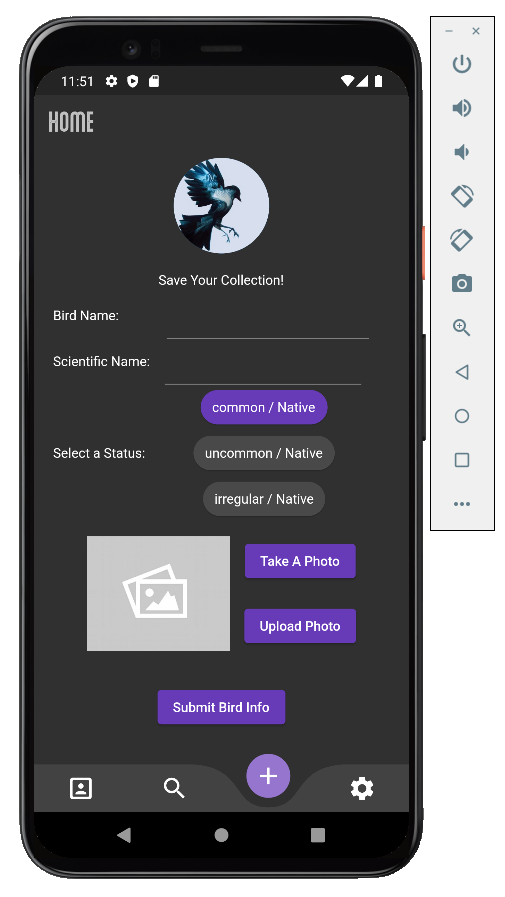 11:51
HOME
Save Your Collection!
Bird Name:
Scientific Name:
common / Native
Select a Status:
uncommon / Native
irregular / Native
Take A Photo
Upload Photo
Submit Bird Info